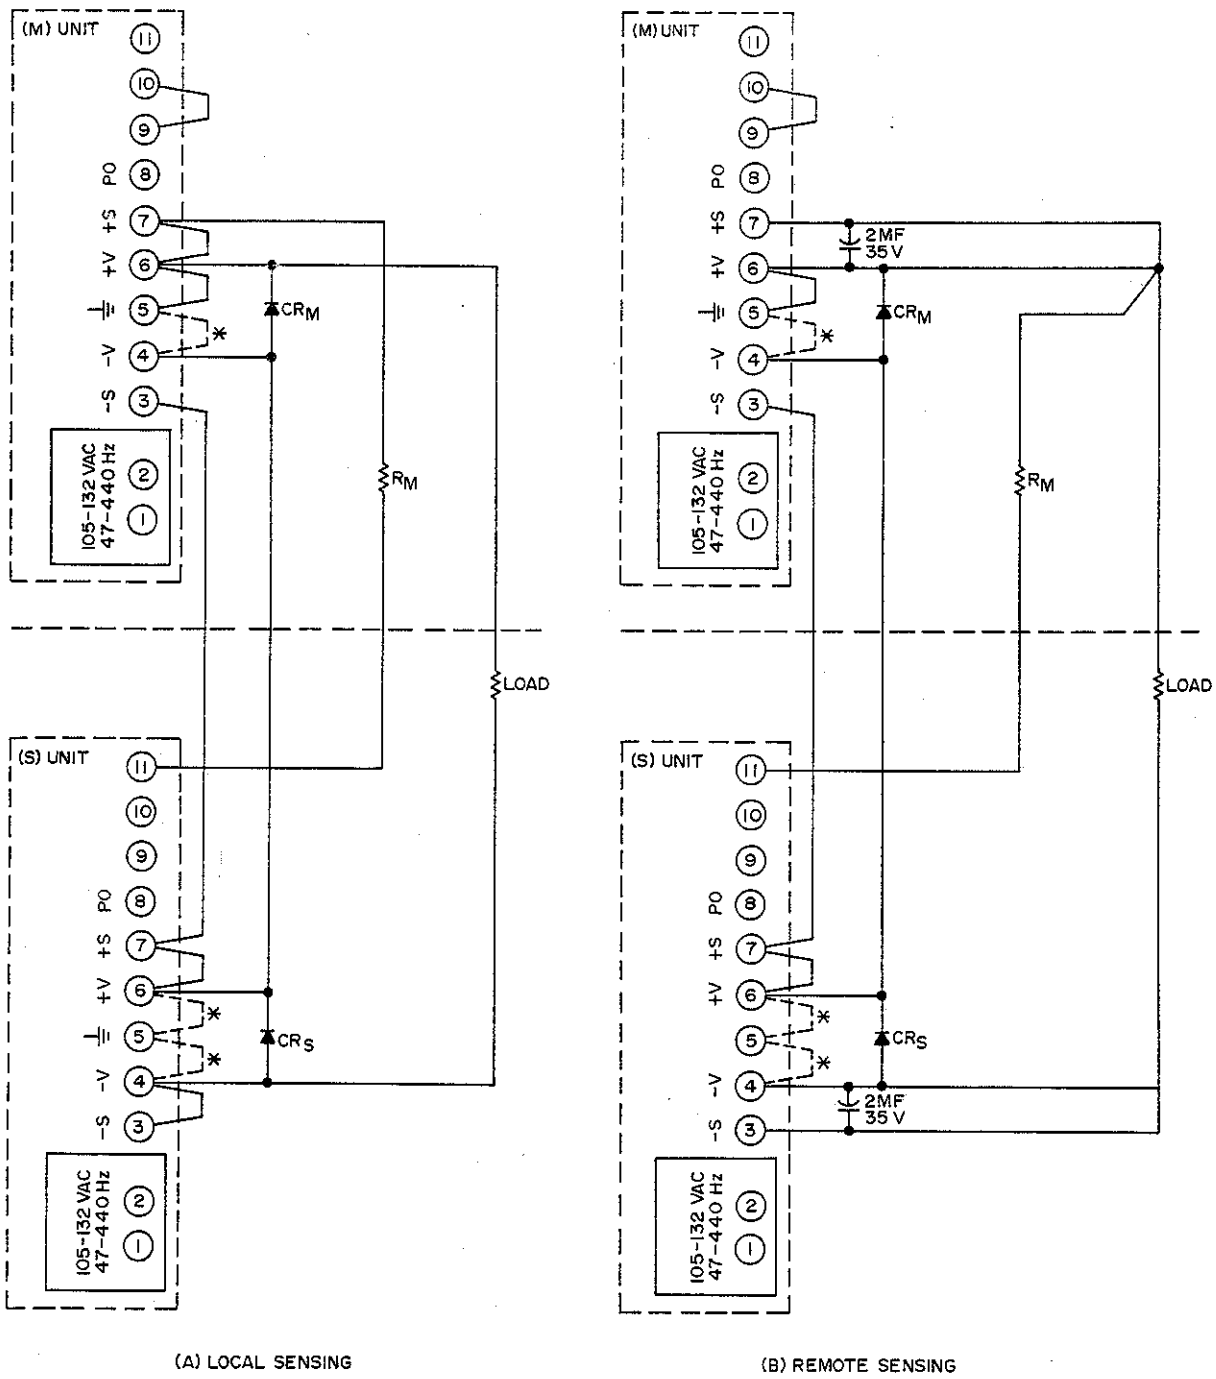 (M) UNIT
11
10
9
PO 8
+S 7
+V 6
5 CRM
*
-V 4
-S 3
105-132 VAC
47-440 Hz
2
1
RM
LOAD
(S) UNIT
11
10
9
PO 8
+S 7
+V 6
*
5 CRS
*
-V 4
-S 3
105-132 VAC
47-440 Hz
2
1
(A) LOCAL SENSING
(M) UNIT
11
10
9
PO 8
+S 7
2MF
35V
+V 6
5 CRM
*
-V 4
-S 3
105-132 VAC
47-440 Hz
2
1
RM
LOAD
(S) UNIT
11
10
9
PO 8
+S 7
+V 6
*
5 CRS
*
-V 4
2MF
35V
-S 3
105-132 VAC
47-440 Hz
2
1
(B) REMOTE SENSING